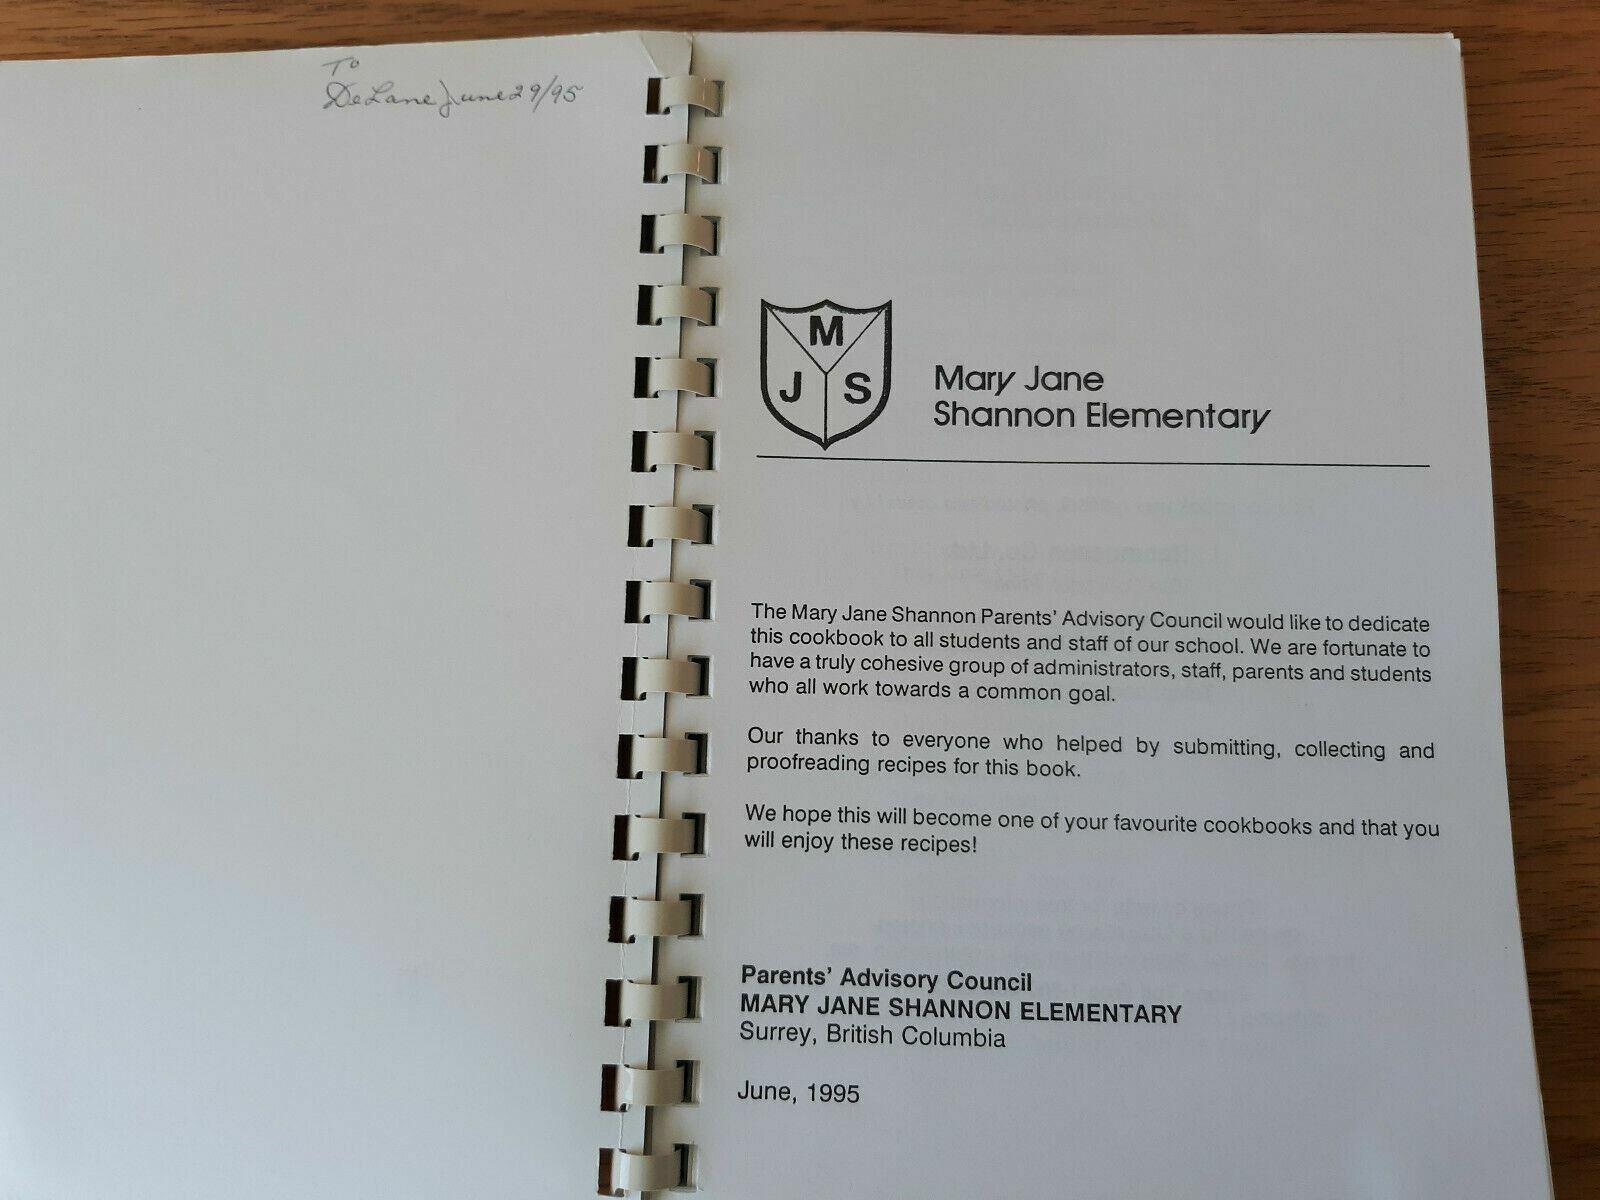 To
DeLane June 29/95
M
J S
Mary Jane
Shannon Elementary
The Mary Jane Shannon Parents' Advisory Council would like to dedicate
this cookbook to all students and staff of our school. We are fortunate to
have a truly cohesive group of administrators, staff, parents and students
who all work towards a common goal.
Our thanks to everyone who helped by submitting, collecting and
proofreading recipes for this book.
We hope this will become one of your favourite cookbooks and that you
will enjoy these recipes!
Parents' Advisory Council
MARY JANE SHANNON ELEMENTARY
Surrey, British Columbia
June, 1995